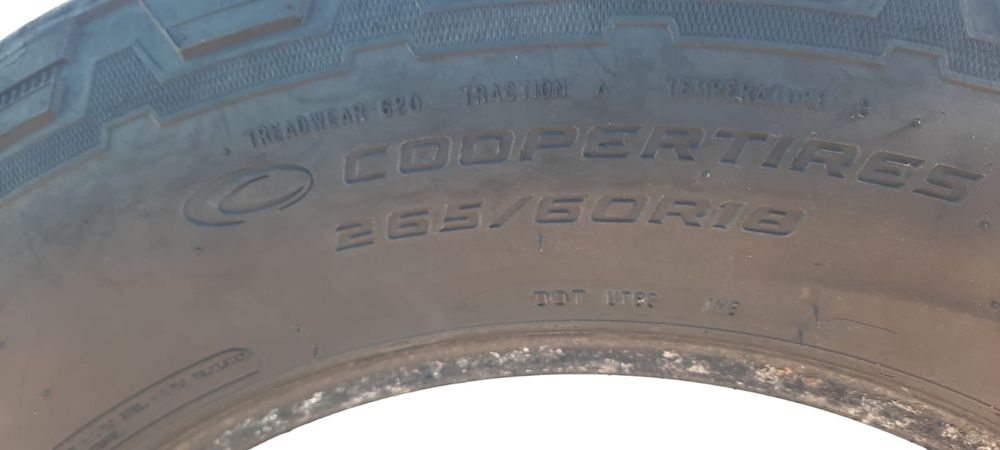 TREADWEAR 620 TRACTION A TEMPERATURE B
COOPERTIRES
265/60R18
DOT